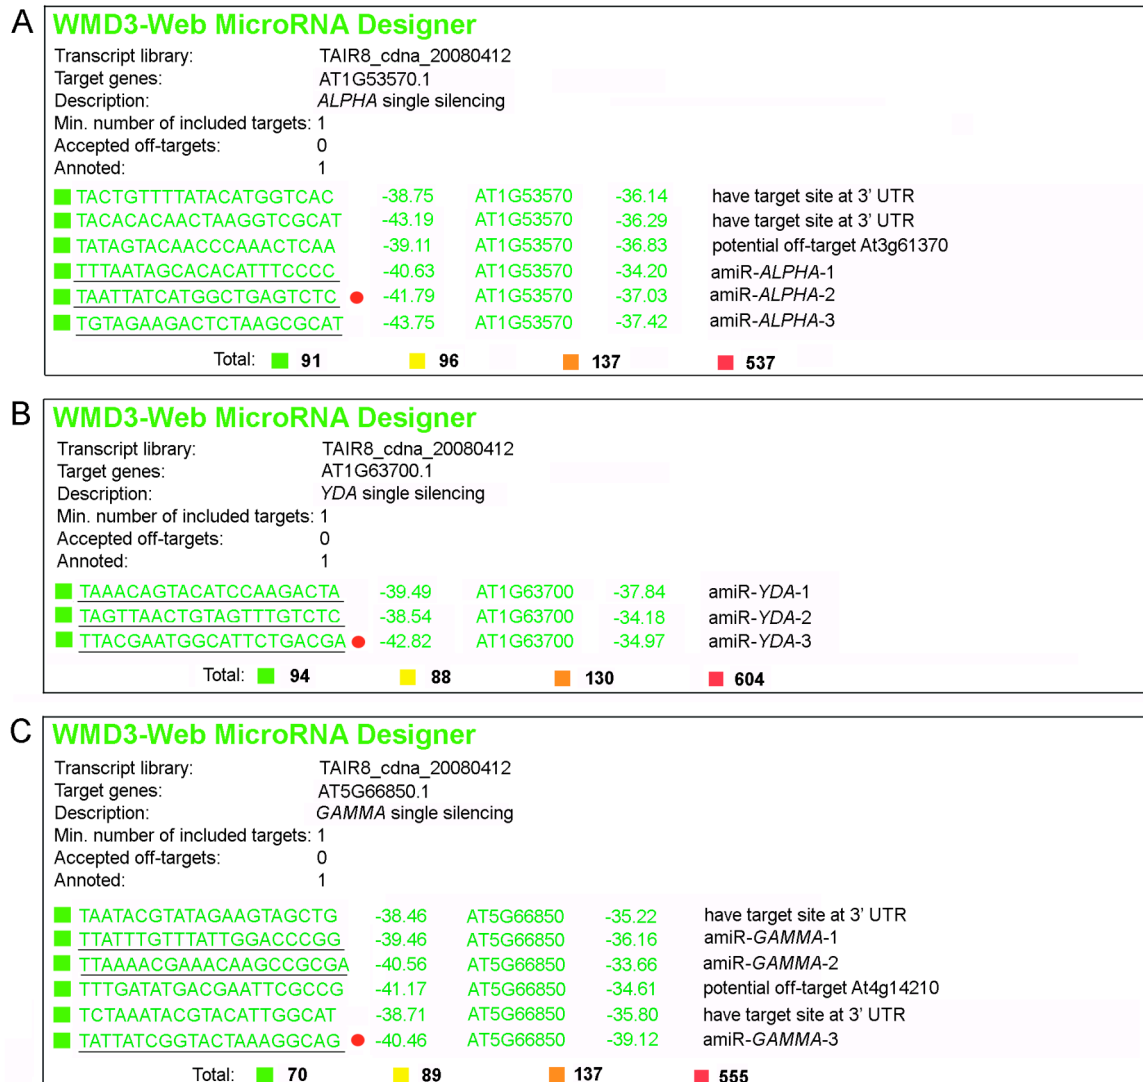 A
WMD3-Web MicroRNA Designer
Transcript library: TAIR8_cdna_20080412
Target genes: AT1G53570.1
Description: ALPHA single silencing
Min. number of included targets: 1
Accepted off-targets: 0
Annoted: 1
TACTGTTTTATACATGGTCAC -38.75 AT1G53570 -36.14 have target site at 3' UTR
TACACACAACTAAGGTCGCAT -43.19 AT1G53570 -36.29 have target site at 3' UTR
TATAGTACAACCCAAACTCAA -39.11 AT1G53570 -36.83 potential off-target At3g61370
TTTAATAGCACACATTTCCCC -40.63 AT1G53570 -34.20 amiR-ALPHA-1
TAATTATCATGGCTGAGTCTC -41.79 AT1G53570 -37.03 amiR-ALPHA-2
TGTAGAAGACTCTAAGCGCAT -43.75 AT1G53570 -37.42 amiR-ALPHA-3
Total: 91 96 137 537
B
WMD3-Web MicroRNA Designer
Transcript library: TAIR8_cdna_20080412
Target genes: AT1G63700.1
Description: YDA single silencing
Min. number of included targets: 1
Accepted off-targets: 0
Annoted: 1
TAAACAGTACATCCAAGACTA -39.49 AT1G63700 -37.84 amiR-YDA-1
TAGTTAACTGTAGTTTGTCTC -38.54 AT1G63700 -34.18 amiR-YDA-2
TTACGAATGGCATTCTGACGA -42.82 AT1G63700 -34.97 amiR-YDA-3
Total: 94 88 130 604
C
WMD3-Web MicroRNA Designer
Transcript library: TAIR8_cdna_20080412
Target genes: AT5G66850.1
Description: GAMMA single silencing
Min. number of included targets: 1
Accepted off-targets: 0
Annoted: 1
TAATACGTATAGAAGTAGCTG -38.46 AT5G66850 -35.22 have target site at 3' UTR
TTATTTGTTTATTGGACCCGG -39.46 AT5G66850 -36.16 amiR-GAMMA-1
TTAAAACGAAACAAGCCGCGA -40.56 AT5G66850 -33.66 amiR-GAMMA-2
TTTGATATGACGAATTCGCCG -41.17 AT5G66850 -34.61 potential off-target At4g14210
TCTAAATACGTACATTGGCAT -38.71 AT5G66850 -35.80 have target site at 3' UTR
TATTATCGGTACTAAAGGCAG -40.46 AT5G66850 -39.12 amiR-GAMMA-3
Total: 70 89 137 555